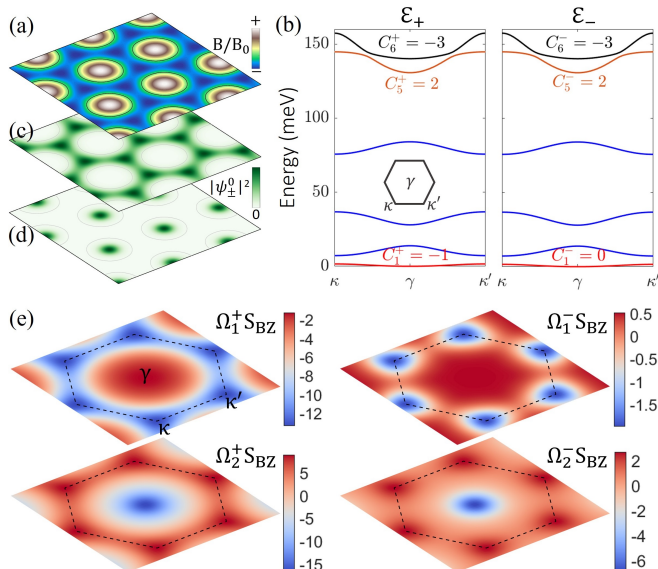 (a)
B/B₀
+
−
(c)
|ψ±⁰|²
0
(d)
(b)
ℰ₊
ℰ₋
Energy (meV)
150
100
50
0
C₆⁺ = −3
C₅⁺ = 2
C₁⁺ = −1
γ
κ
κ′
κ
γ
κ′
C₆⁻ = −3
C₅⁻ = 2
C₁⁻ = 0
κ
γ
κ′
(e)
Ω₁⁺S_BZ
γ
κ′
κ
-2
-4
-6
-8
-10
-12
Ω₁⁻S_BZ
0.5
0
-0.5
-1
-1.5
Ω₂⁺S_BZ
5
0
-5
-10
-15
Ω₂⁻S_BZ
2
0
-2
-4
-6